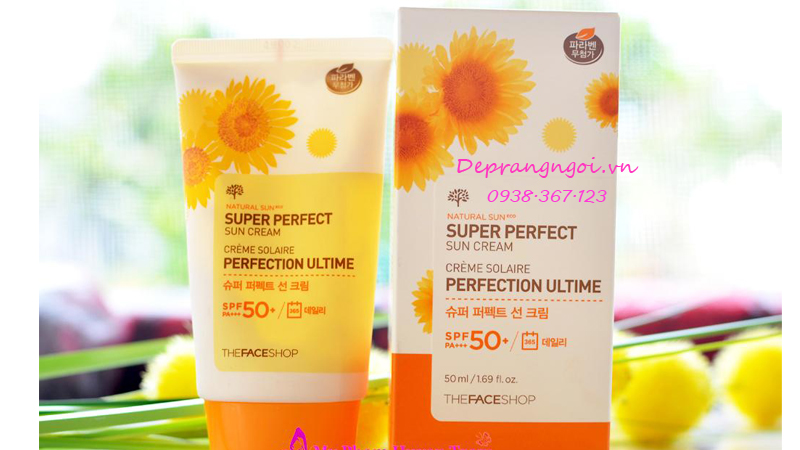 파라벤
무첨가
NATURAL SUN eco
SUPER PERFECT
SUN CREAM
CRÈME SOLAIRE
PERFECTION ULTIME
슈퍼 퍼펙트 선 크림
SPF 50+
PA+++
365
데일리
THEFACESHOP
파라벤
무첨가
Deprangngoi.vn
0938·367·123
NATURAL SUN eco
SUPER PERFECT
SUN CREAM
CRÈME SOLAIRE
PERFECTION ULTIME
슈퍼 퍼펙트 선 크림
SPF 50+
PA+++
365
데일리
50 ml / 1.69 fl. oz.
THEFACESHOP